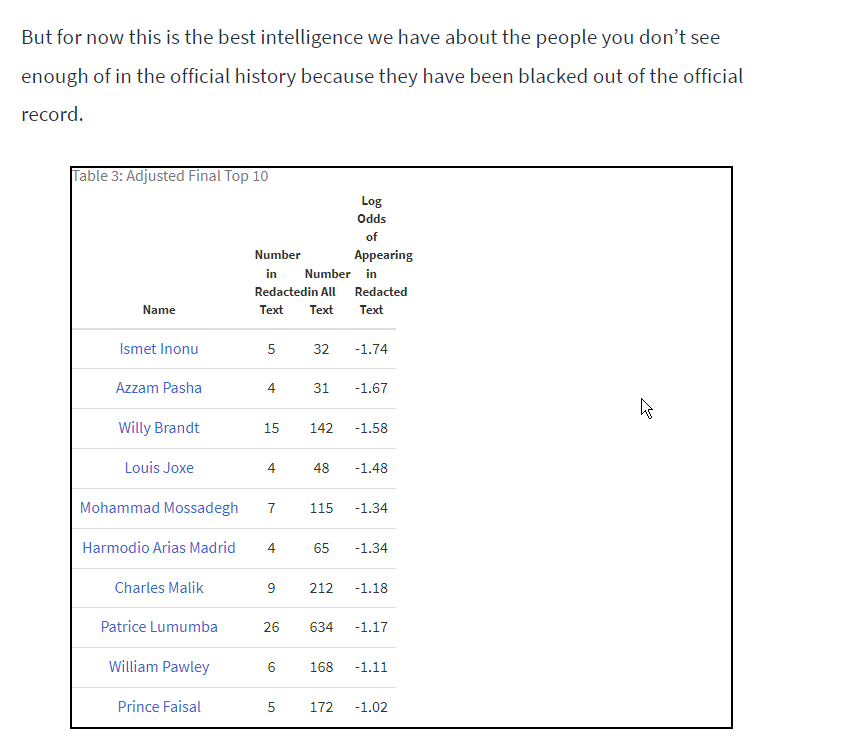 But for now this is the best intelligence we have about the people you don’t see
enough of in the official history because they have been blacked out of the official
record.
Table 3: Adjusted Final Top 10
Name Number in Redacted Text Number in All Text Log Odds of Appearing in Redacted Text
Ismet Inonu 5 32 -1.74
Azzam Pasha 4 31 -1.67
Willy Brandt 15 142 -1.58
Louis Joxe 4 48 -1.48
Mohammad Mossadegh 7 115 -1.34
Harmodio Arias Madrid 4 65 -1.34
Charles Malik 9 212 -1.18
Patrice Lumumba 26 634 -1.17
William Pawley 6 168 -1.11
Prince Faisal 5 172 -1.02